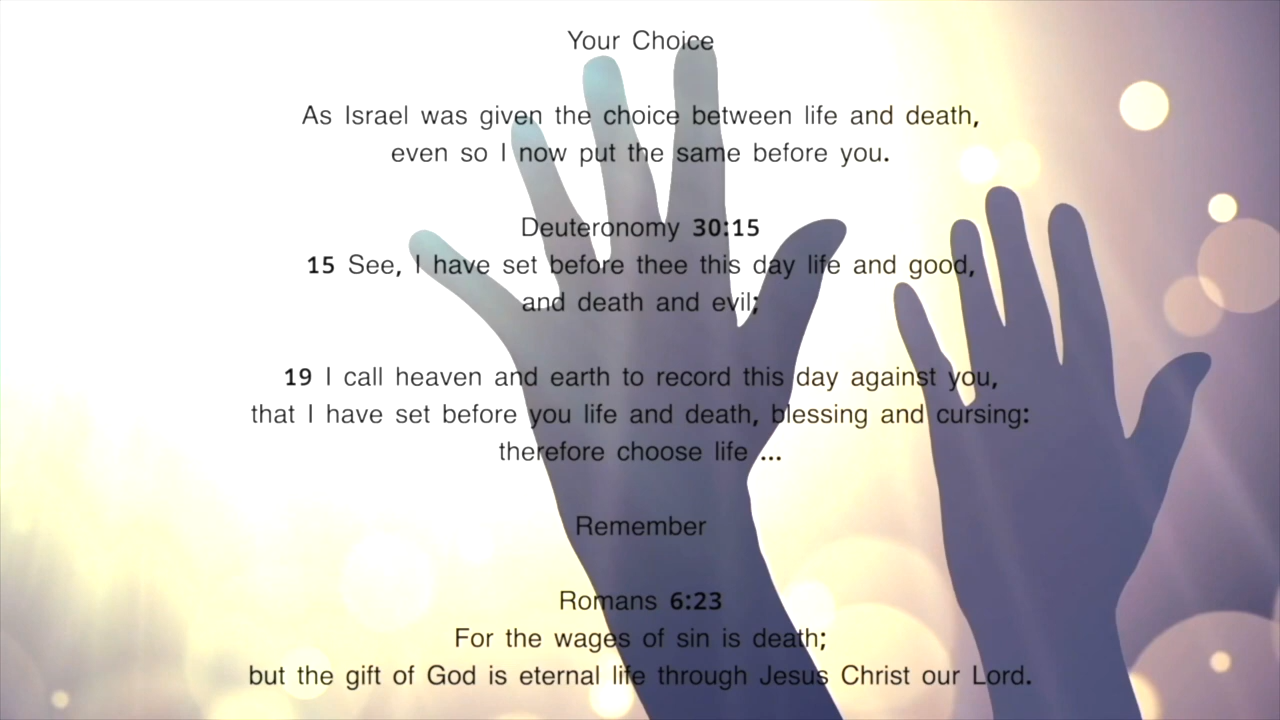 Your Choice
As Israel was given the choice between life and death,
even so I now put the same before you.
Deuteronomy 30:15
15 See, I have set before thee this day life and good,
and death and evil;
19 I call heaven and earth to record this day against you,
that I have set before you life and death, blessing and cursing:
therefore choose life ...
Remember
Romans 6:23
For the wages of sin is death;
but the gift of God is eternal life through Jesus Christ our Lord.